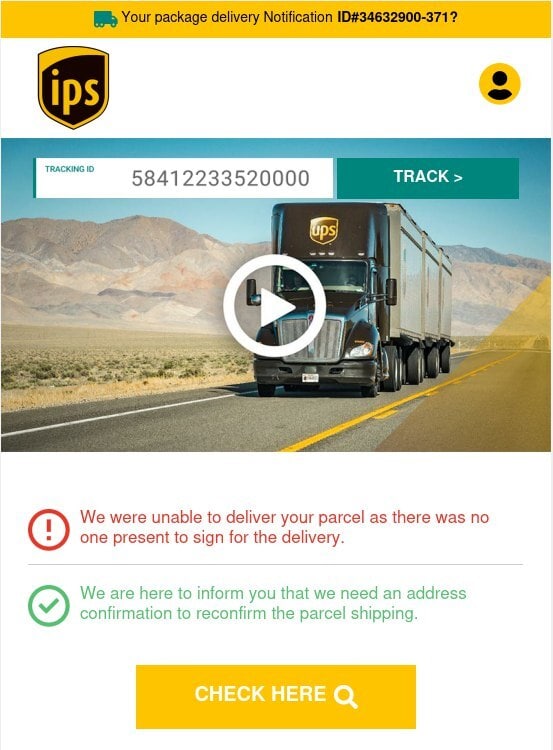 Your package delivery Notification ID#34632900-371?
ips
TRACKING ID
58412233520000
TRACK >
ups
We were unable to deliver your parcel as there was no
one present to sign for the delivery.
We are here to inform you that we need an address
confirmation to reconfirm the parcel shipping.
CHECK HERE